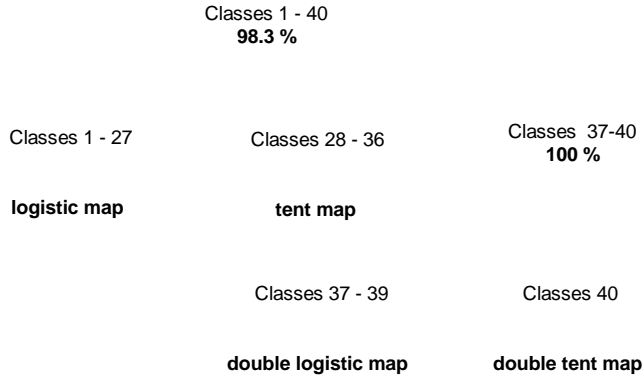 Classes 1 - 40
98.3 %
Classes 1 - 27
Classes 28 - 36
Classes 37-40
100 %
logistic map
tent map
Classes 37 - 39
Classes 40
double logistic map
double tent map